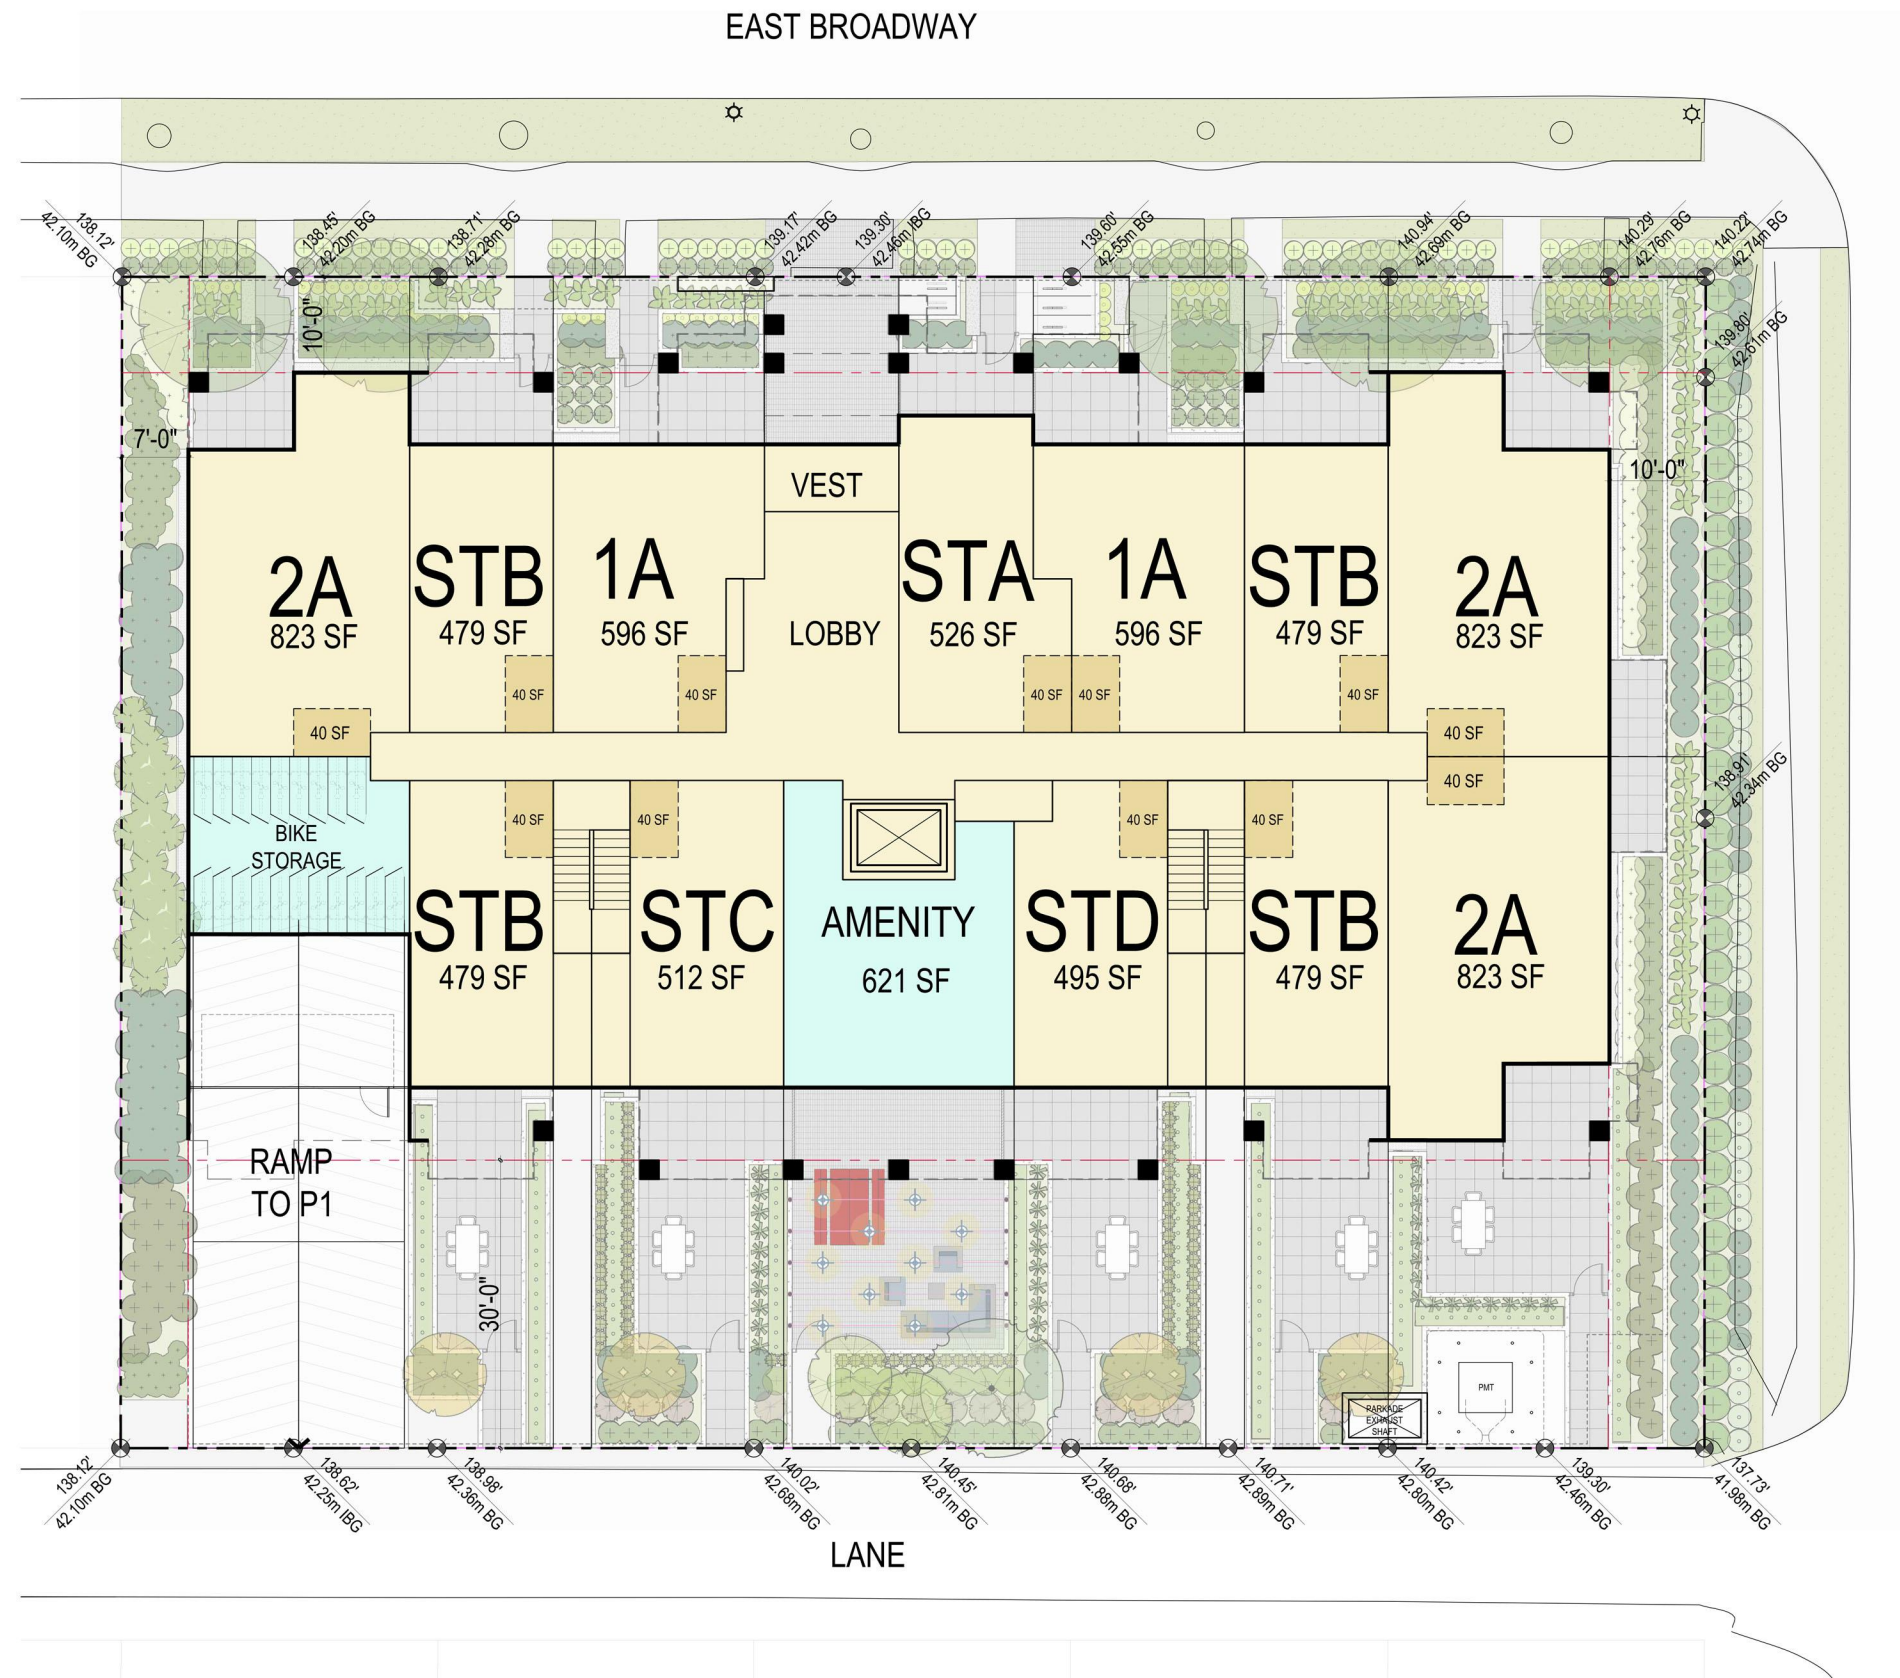 EAST BROADWAY
138.12'
42.10m BG
138.45'
42.20m BG
138.71'
42.28m BG
139.17'
42.42m BG
139.30'
42.46m IBG
139.60'
42.55m BG
140.94'
42.69m BG
140.29'
42.76m BG
140.22'
42.74m BG
139.80'
42.61m BG
10'-0"
7'-0"
10'-0"
VEST
2A
823 SF
STB
479 SF
1A
596 SF
LOBBY
STA
526 SF
1A
596 SF
STB
479 SF
2A
823 SF
40 SF
40 SF
40 SF
40 SF
40 SF
40 SF
40 SF
40 SF
138.91'
42.34m BG
BIKE
STORAGE
40 SF
40 SF
40 SF
40 SF
STB
479 SF
STC
512 SF
AMENITY
621 SF
STD
495 SF
STB
479 SF
2A
823 SF
RAMP
TO P1
30'-0"
PMT
PARKADE
EXHAUST
SHAFT
138.12'
42.10m BG
138.62'
42.25m IBG
138.98'
42.36m BG
140.02'
42.68m BG
140.45'
42.81m BG
140.68'
42.88m BG
140.71'
42.89m BG
140.42'
42.80m BG
139.30'
42.46m BG
137.73'
41.98m BG
LANE